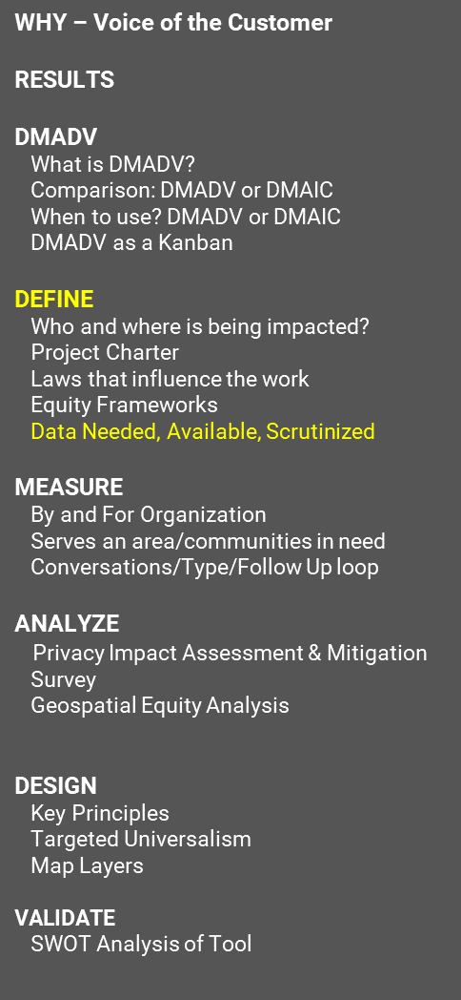 WHY – Voice of the Customer
RESULTS
DMADV
What is DMADV?
Comparison: DMADV or DMAIC
When to use? DMADV or DMAIC
DMADV as a Kanban
DEFINE
Who and where is being impacted?
Project Charter
Laws that influence the work
Equity Frameworks
Data Needed, Available, Scrutinized
MEASURE
By and For Organization
Serves an area/communities in need
Conversations/Type/Follow Up loop
ANALYZE
Privacy Impact Assessment & Mitigation
Survey
Geospatial Equity Analysis
DESIGN
Key Principles
Targeted Universalism
Map Layers
VALIDATE
SWOT Analysis of Tool